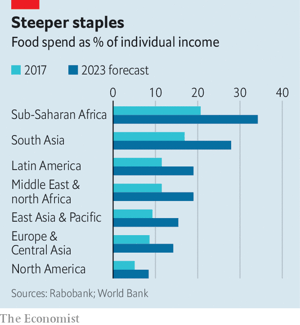 Steeper staples
Food spend as % of individual income
2017 2023 forecast
0 10 20 30 40
Sub-Saharan Africa
South Asia
Latin America
Middle East &
north Africa
East Asia & Pacific
Europe &
Central Asia
North America
Sources: Rabobank; World Bank
The Economist